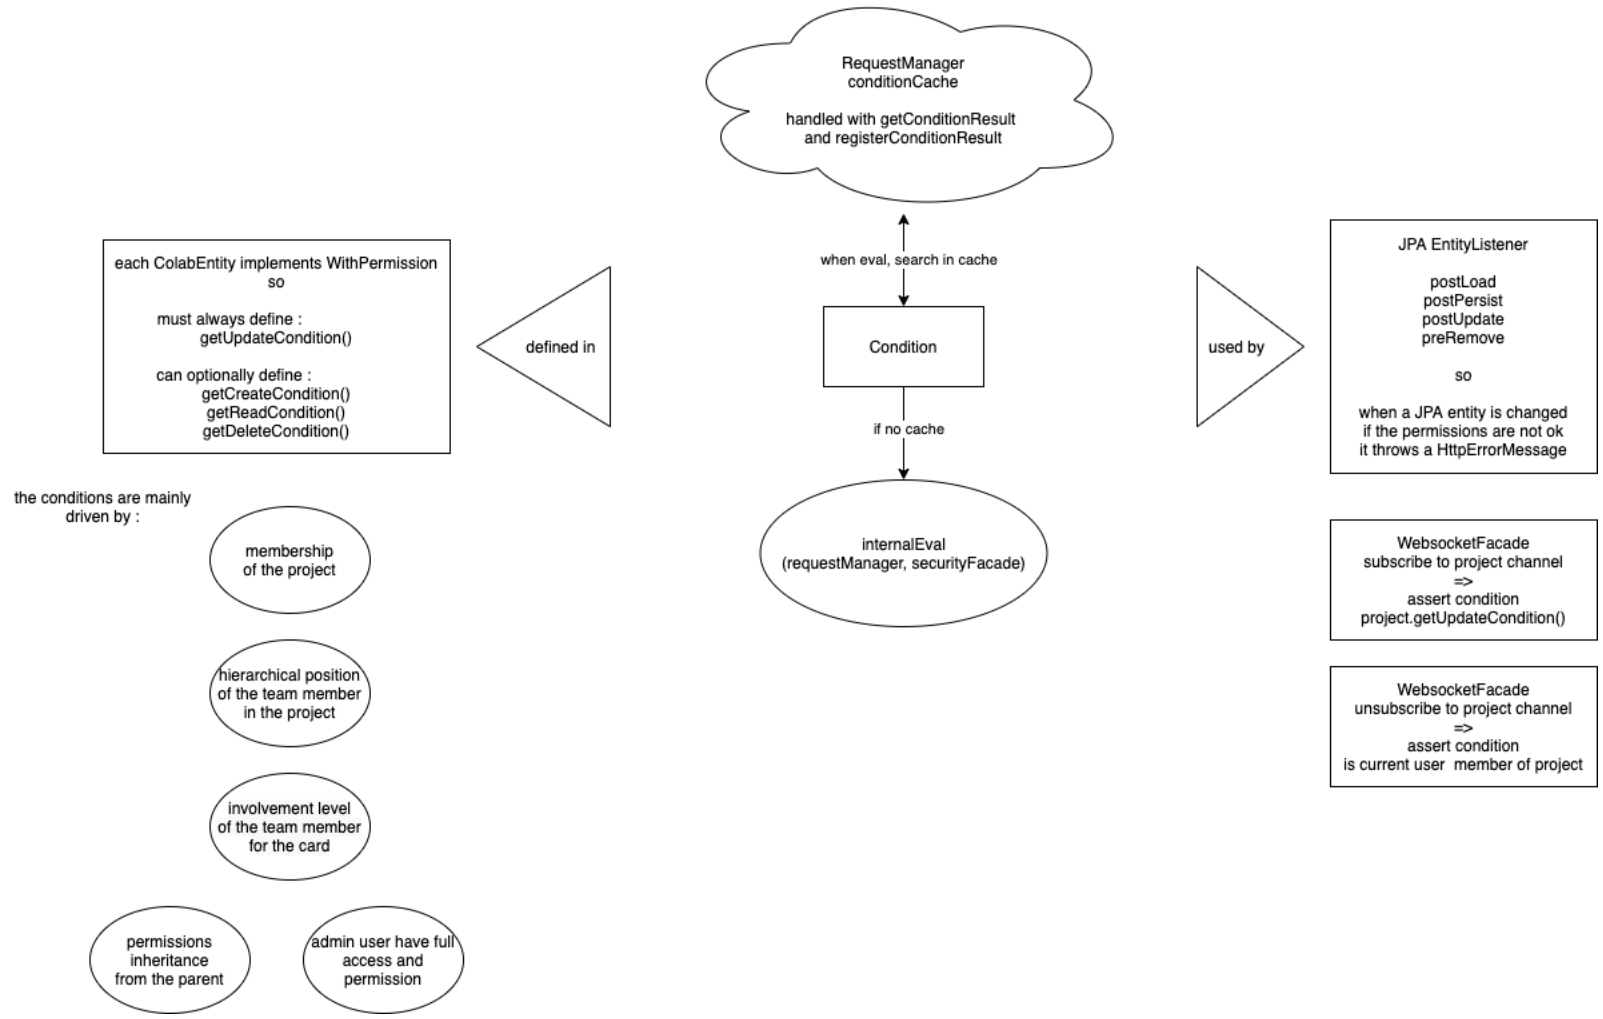 RequestManager
conditionCache
handled with getConditionResult
and registerConditionResult
when eval, search in cache
Condition
if no cache
internalEval
(requestManager, securityFacade)
defined in
each ColabEntity implements WithPermission
so
must always define :
getUpdateCondition()
can optionally define :
getCreateCondition()
getReadCondition()
getDeleteCondition()
the conditions are mainly
driven by :
membership
of the project
hierarchical position
of the team member
in the project
involvement level
of the team member
for the card
permissions
inheritance
from the parent
admin user have full
access and
permission
used by
JPA EntityListener
postLoad
postPersist
postUpdate
preRemove
so
when a JPA entity is changed
if the permissions are not ok
it throws a HttpErrorMessage
WebsocketFacade
subscribe to project channel
=>
assert condition
project.getUpdateCondition()
WebsocketFacade
unsubscribe to project channel
=>
assert condition
is current user  member of project